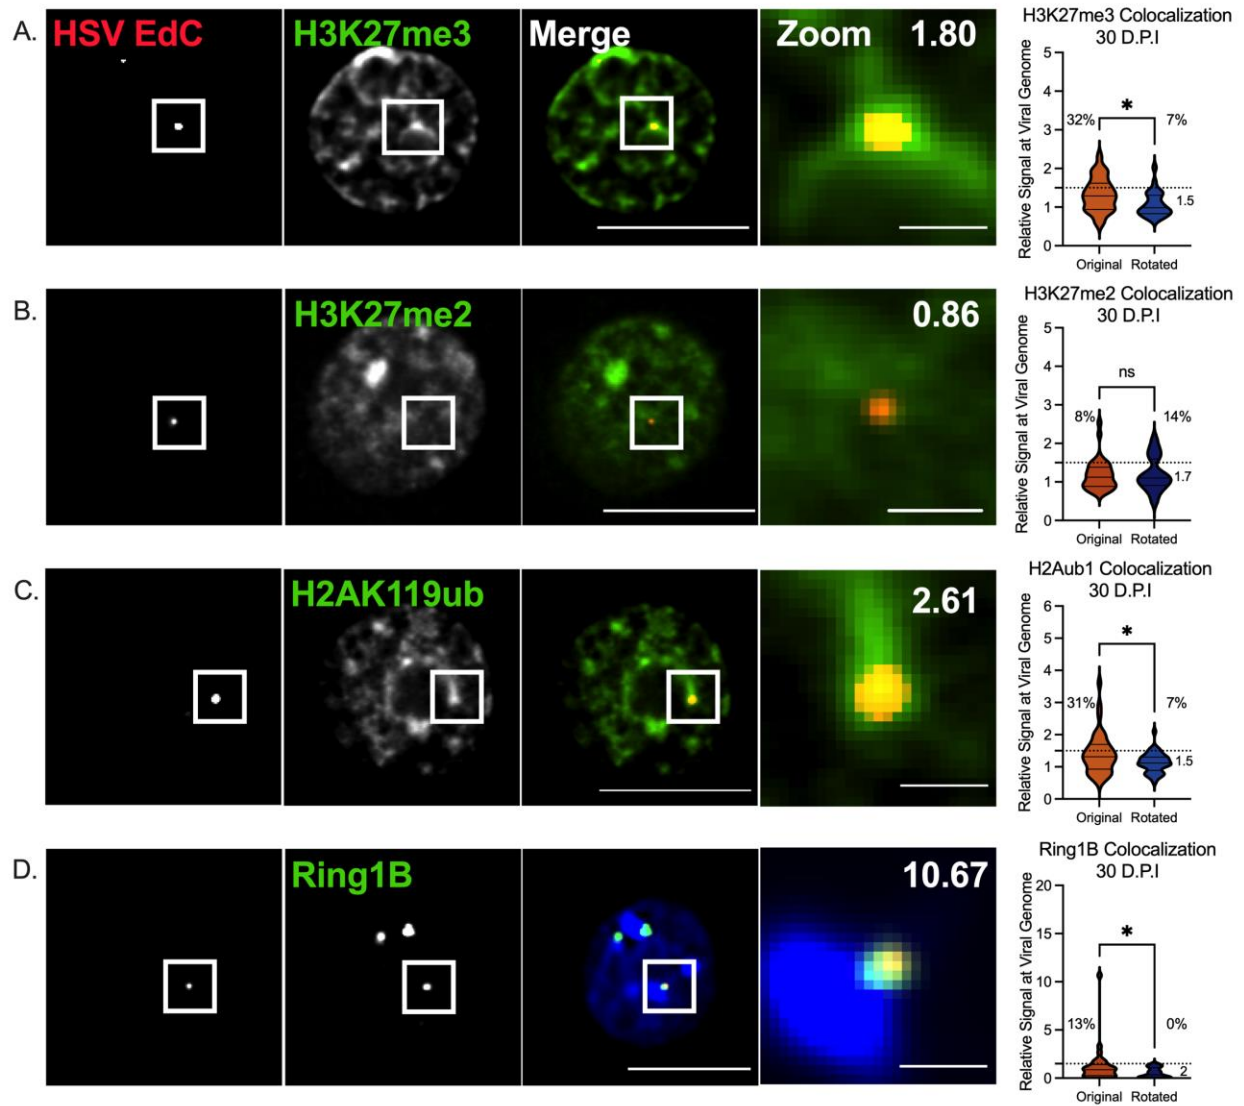 A.
HSV EdC
H3K27me3
Merge
Zoom 1.80
H3K27me3 Colocalization
30 D.P.I
Relative Signal at Viral Genome
5
4
3
2
1
0
32%
*
7%
1.5
Original Rotated
B.
H3K27me2
0.86
H3K27me2 Colocalization
30 D.P.I
Relative Signal at Viral Genome
5
4
3
2
1
0
8%
ns
14%
1.7
Original Rotated
C.
H2AK119ub
2.61
H2Aub1 Colocalization
30 D.P.I
Relative Signal at Viral Genome
6
5
4
3
2
1
0
31%
*
7%
1.5
Original Rotated
D.
Ring1B
10.67
Ring1B Colocalization
30 D.P.I
Relative Signal at Viral Genome
20
15
10
5
0
13%
*
0%
2
Original Rotated